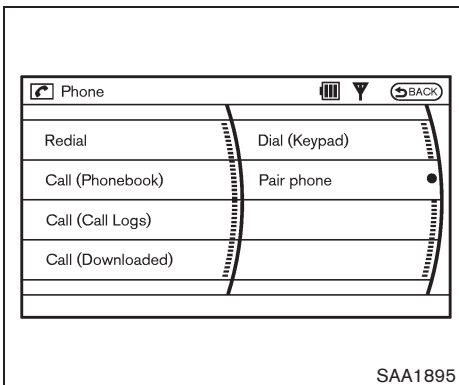 Phone
BACK
Redial
Call (Phonebook)
Call (Call Logs)
Call (Downloaded)
Dial (Keypad)
Pair phone
SAA1895